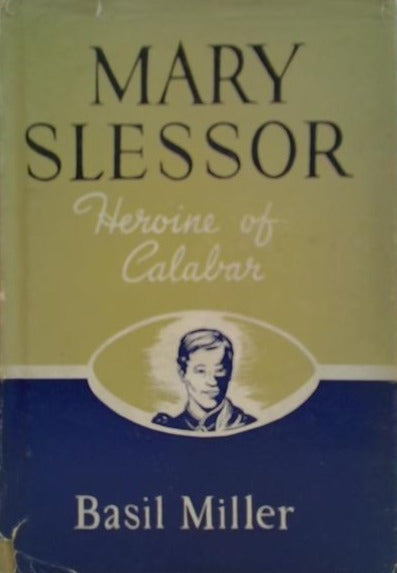 MARY
SLESSOR
Heroine of
Calabar
Basil Miller